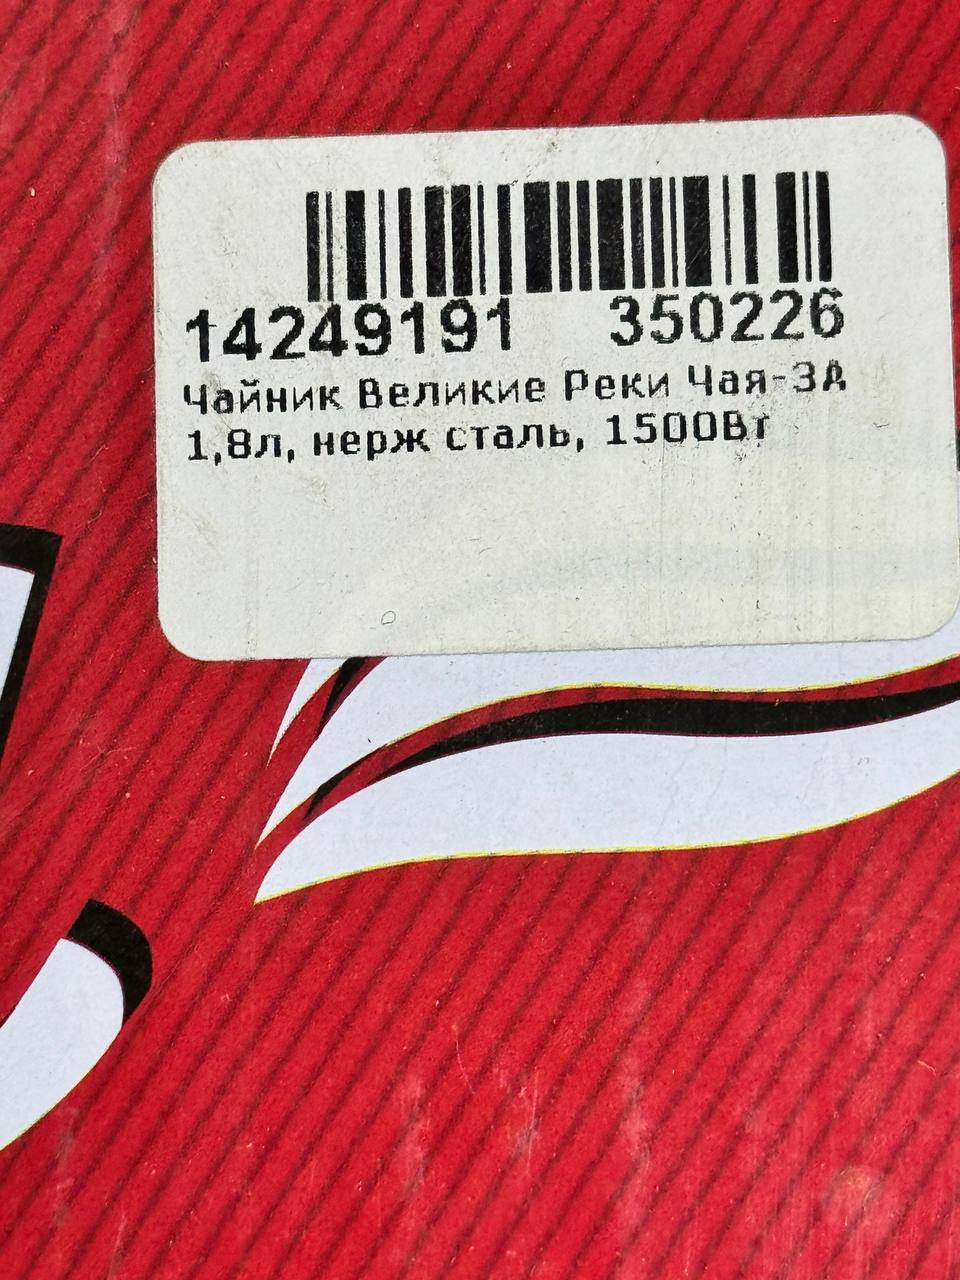 14249191 350226
Чайник Великие Реки Чая-3А
1,8л, нерж сталь, 1500Вт